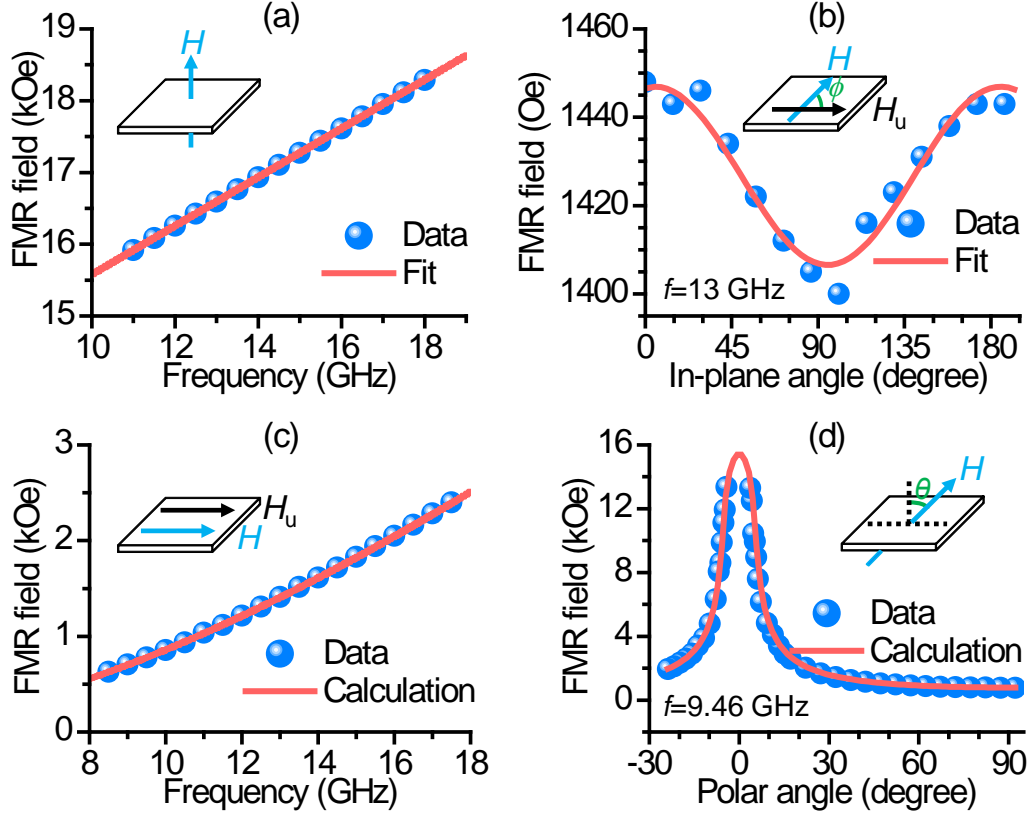 (a)
FMR field (kOe)
19
18
17
16
15
H
Data
Fit
10 12 14 16 18
Frequency (GHz)
(b)
FMR field (Oe)
1460
1440
1420
1400
H
ϕ
Hu
Data
Fit
f=13 GHz
0 45 90 135 180
In-plane angle (degree)
(c)
FMR field (kOe)
3
2
1
0
Hu
H
Data
Calculation
8 10 12 14 16 18
Frequency (GHz)
(d)
FMR field (kOe)
16
12
8
4
0
H
θ
Data
Calculation
f=9.46 GHz
-30 0 30 60 90
Polar angle (degree)